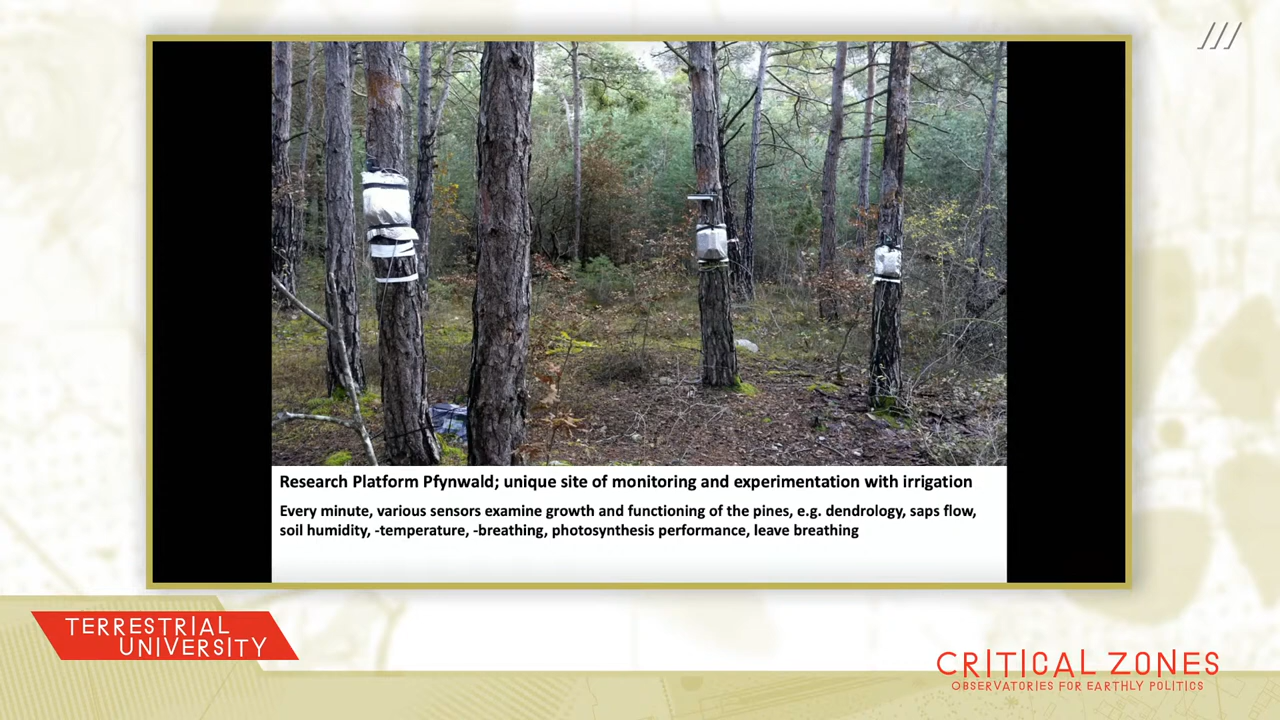 Research Platform Pfynwald; unique site of monitoring and experimentation with irrigation
Every minute, various sensors examine growth and functioning of the pines, e.g. dendrology, saps flow,
soil humidity, -temperature, -breathing, photosynthesis performance, leave breathing
TERRESTRIAL
UNIVERSITY
CRITICAL ZONES
OBSERVATORIES FOR EARTHLY POLITICS